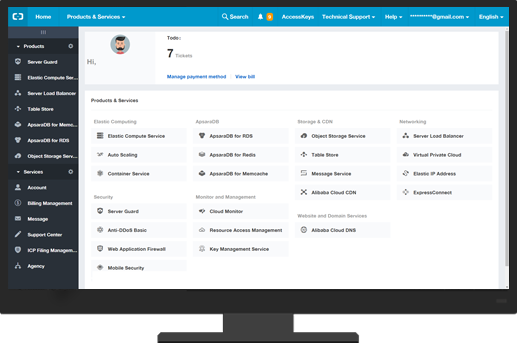 Home
Products & Services
Search
6
AccessKeys
Technical Support
Help
**********@gmail.com
English
Products
Server Guard
Elastic Compute Ser...
Server Load Balancer
Table Store
ApsaraDB for Memc...
ApsaraDB for RDS
Object Storage Serv...
Services
Account
Billing Management
Message
Support Center
ICP Filing Managem...
Agency
Hi,
Todo:
7 Tickets
Manage payment method
View bill
Products & Services
Elastic Computing
Elastic Compute Service
Auto Scaling
Container Service
ApsaraDB
ApsaraDB for RDS
ApsaraDB for Redis
ApsaraDB for Memcache
Storage & CDN
Object Storage Service
Table Store
Message Service
Alibaba Cloud CDN
Networking
Server Load Balancer
Virtual Private Cloud
Elastic IP Address
ExpressConnect
Security
Server Guard
Anti-DDoS Basic
Web Application Firewall
Mobile Security
Monitor and Management
Cloud Monitor
Resource Access Management
Key Management Service
Website and Domain Services
Alibaba Cloud DNS